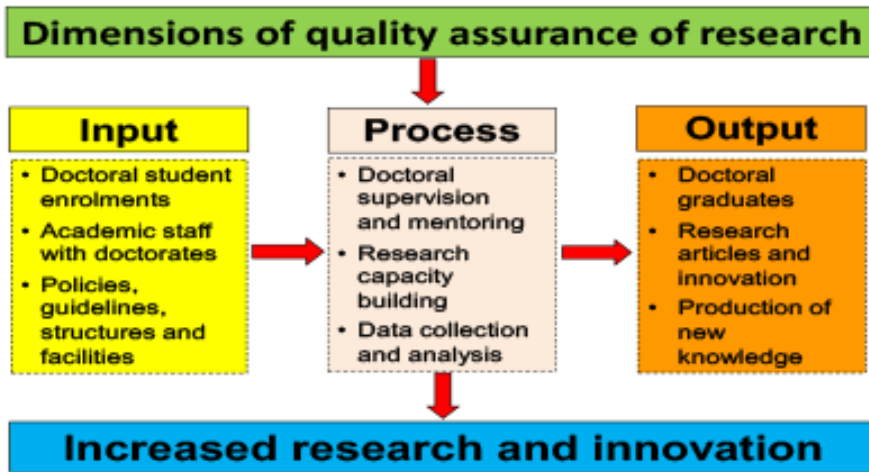 Dimensions of quality assurance of research
Input
• Doctoral student
enrolments
• Academic staff
with doctorates
• Policies,
guidelines,
structures and
facilities
Process
• Doctoral
supervision
and mentoring
• Research
capacity
building
• Data collection
and analysis
Output
• Doctoral
graduates
• Research
articles and
innovation
• Production of
new
knowledge
Increased research and innovation